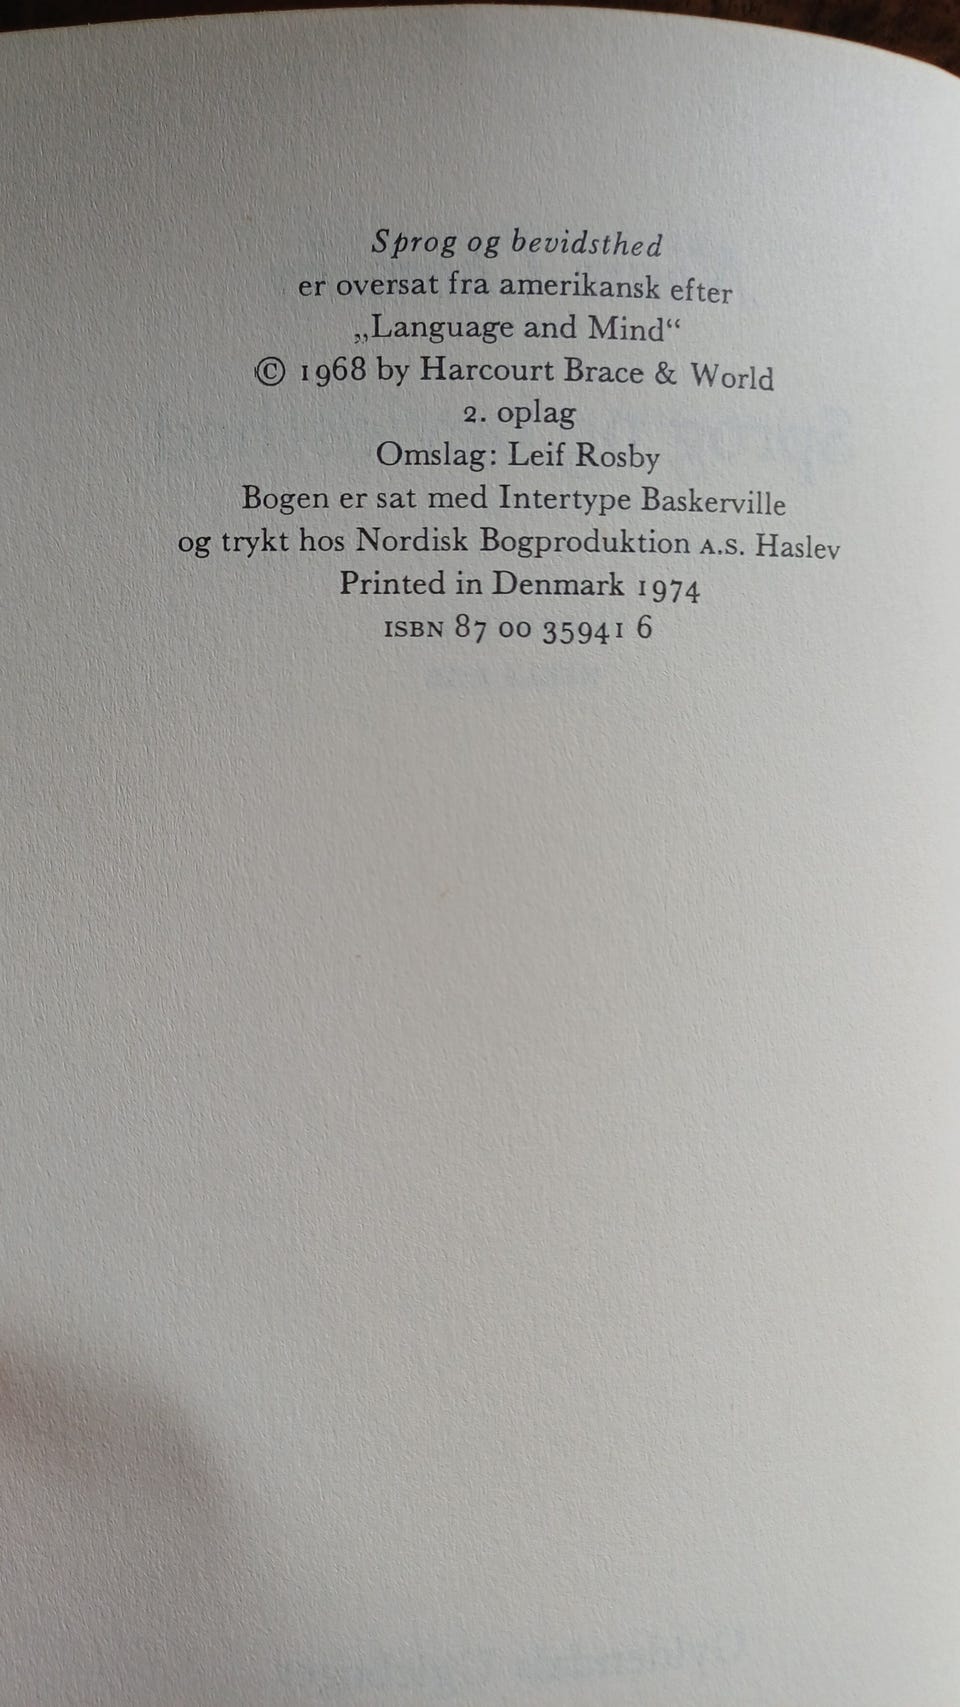 Sprog og bevidsthed
er oversat fra amerikansk efter
„Language and Mind“
© 1968 by Harcourt Brace & World
2. oplag
Omslag: Leif Rosby
Bogen er sat med Intertype Baskerville
og trykt hos Nordisk Bogproduktion A.S. Haslev
Printed in Denmark 1974
ISBN 87 00 35941 6